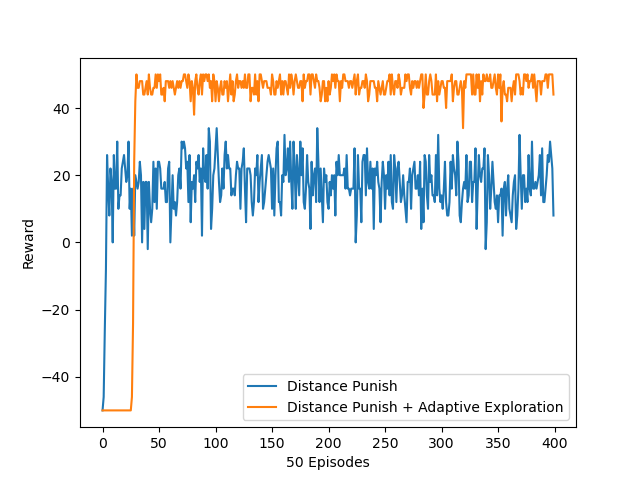 40
20
0
−20
−40
Reward
Distance Punish
Distance Punish + Adaptive Exploration
0 50 100 150 200 250 300 350 400
50 Episodes